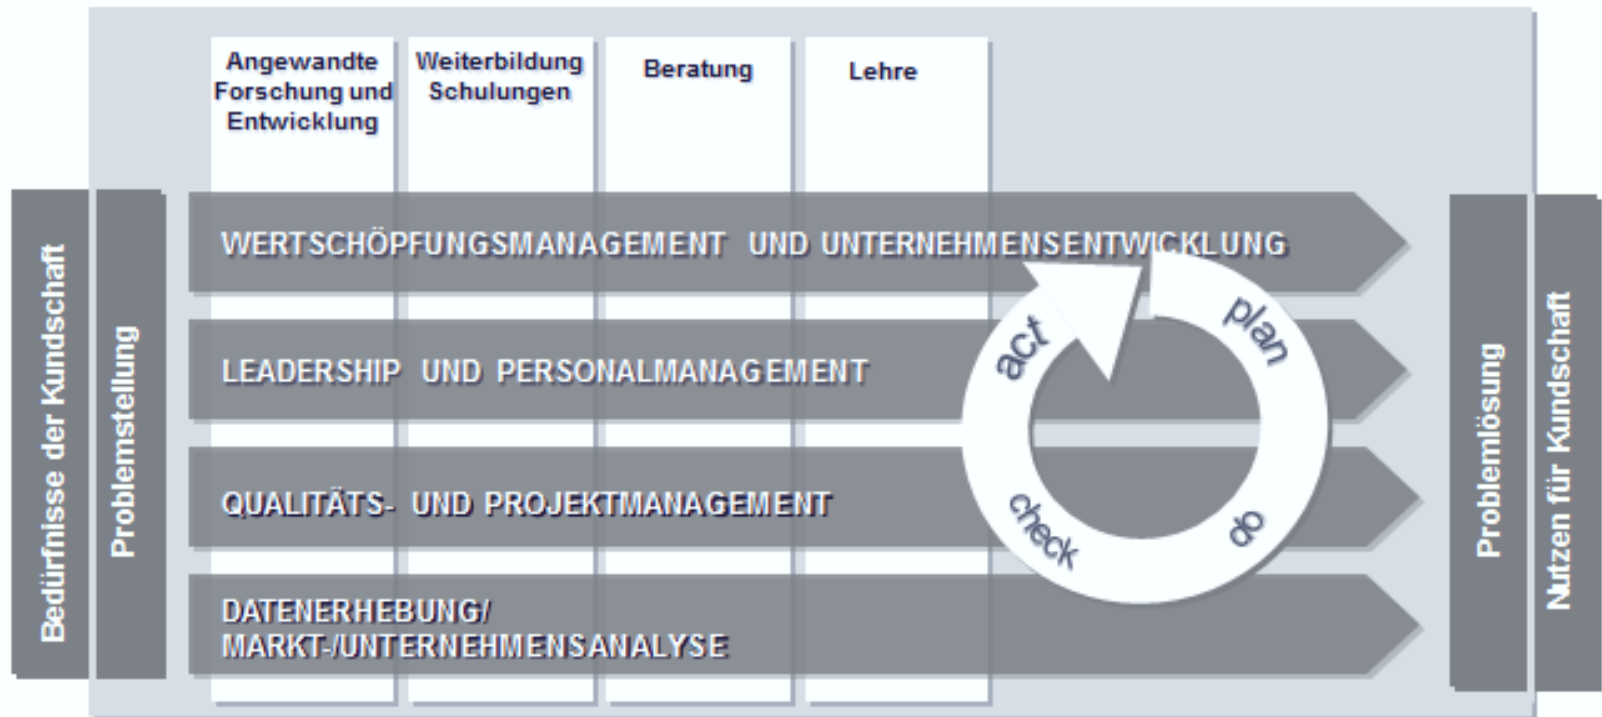 Angewandte
Forschung und
Entwicklung
Weiterbildung
Schulungen
Beratung
Lehre
Bedürfnisse der Kundschaft
Problemstellung
WERTSCHÖPFUNGSMANAGEMENT UND UNTERNEHMENSENTWICKLUNG
LEADERSHIP UND PERSONALMANAGEMENT
QUALITÄTS- UND PROJEKTMANAGEMENT
DATENERHEBUNG/
MARKT-/UNTERNEHMENSANALYSE
plan
do
check
act
Problemlösung
Nutzen für Kundschaft